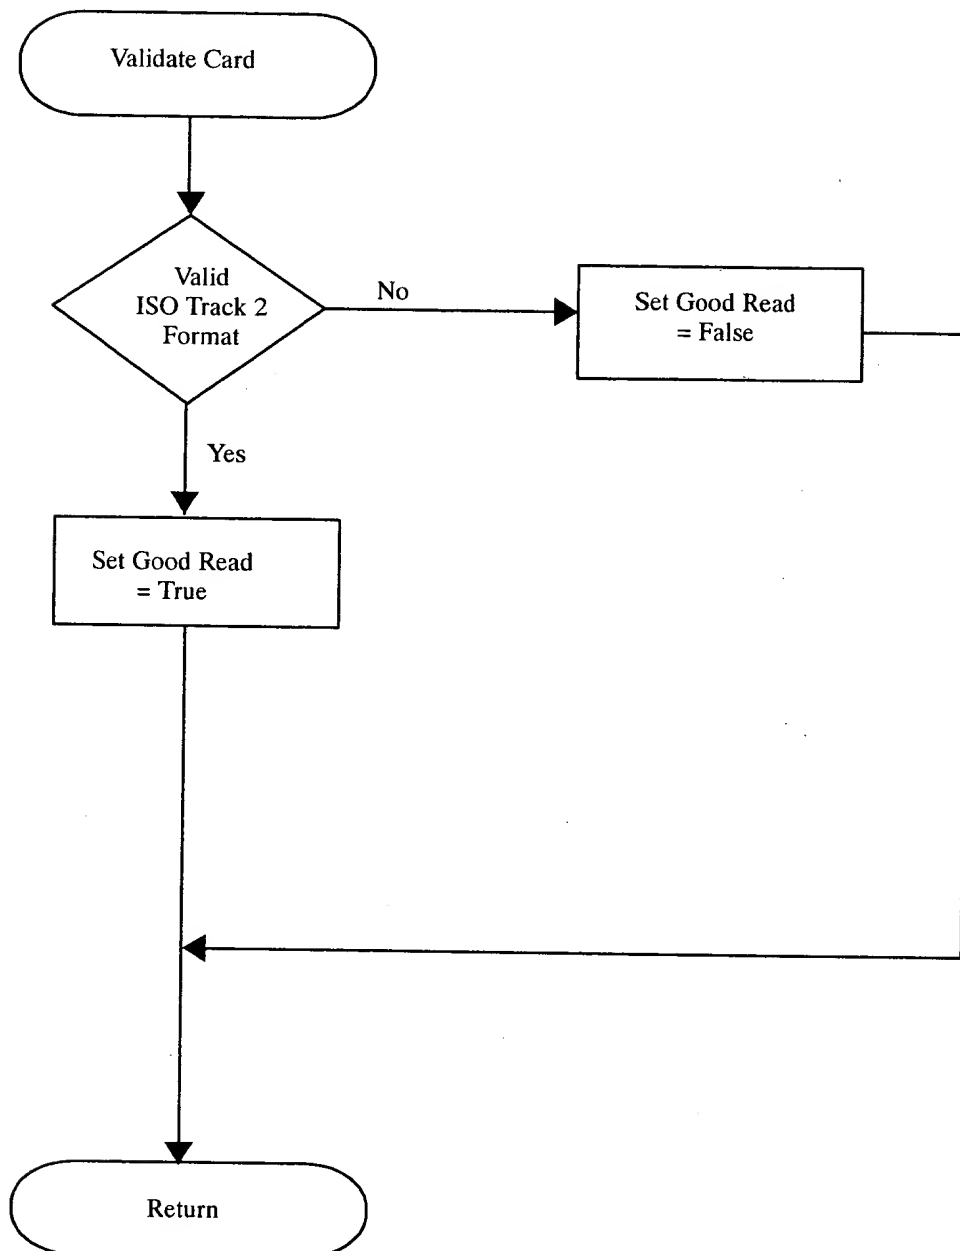 Validate Card
Valid
ISO Track 2
Format
No
Set Good Read
= False
Yes
Set Good Read
= True
Return